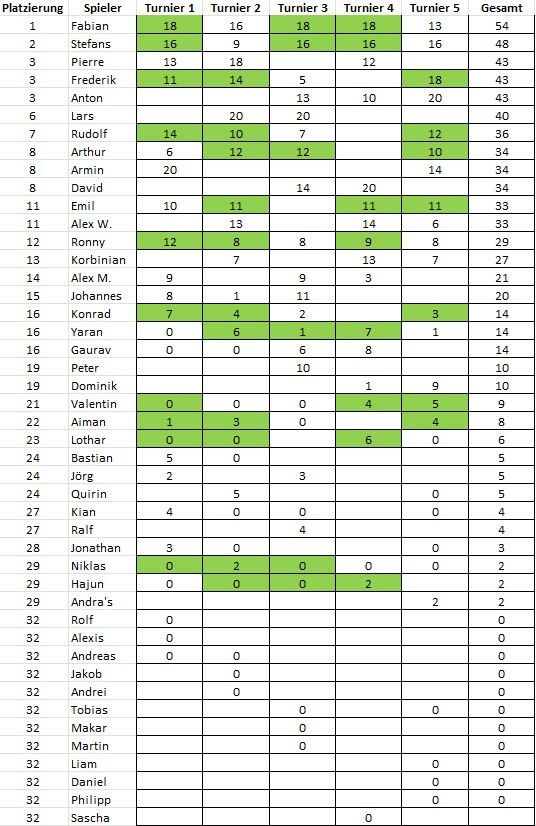 Platzierung Spieler Turnier 1 Turnier 2 Turnier 3 Turnier 4 Turnier 5 Gesamt
1 Fabian 18 16 18 18 13 54
2 Stefans 16 9 16 16 16 48
3 Pierre 13 18 12 43
3 Frederik 11 14 5 18 43
3 Anton 13 10 20 43
6 Lars 20 20 40
7 Rudolf 14 10 7 12 36
8 Arthur 6 12 12 10 34
8 Armin 20 14 34
8 David 14 20 34
11 Emil 10 11 11 11 33
11 Alex W. 13 14 6 33
12 Ronny 12 8 8 9 8 29
13 Korbinian 7 13 7 27
14 Alex M. 9 9 3 21
15 Johannes 8 1 11 20
16 Konrad 7 4 2 3 14
16 Yaran 0 6 1 7 1 14
16 Gaurav 0 0 6 8 14
19 Peter 10 10
19 Dominik 1 9 10
21 Valentin 0 0 0 4 5 9
22 Aiman 1 3 0 4 8
23 Lothar 0 0 6 0 6
24 Bastian 5 0 5
24 Jörg 2 3 5
24 Quirin 5 0 5
27 Kian 4 0 0 0 4
27 Ralf 4 4
28 Jonathan 3 0 0 3
29 Niklas 0 2 0 0 0 2
29 Hajun 0 0 0 2 2
29 Andra's 2 2
32 Rolf 0 0
32 Alexis 0 0
32 Andreas 0 0 0
32 Jakob 0 0
32 Andrei 0 0
32 Tobias 0 0 0
32 Makar 0 0
32 Martin 0 0
32 Liam 0 0
32 Daniel 0 0
32 Philipp 0 0
32 Sascha 0